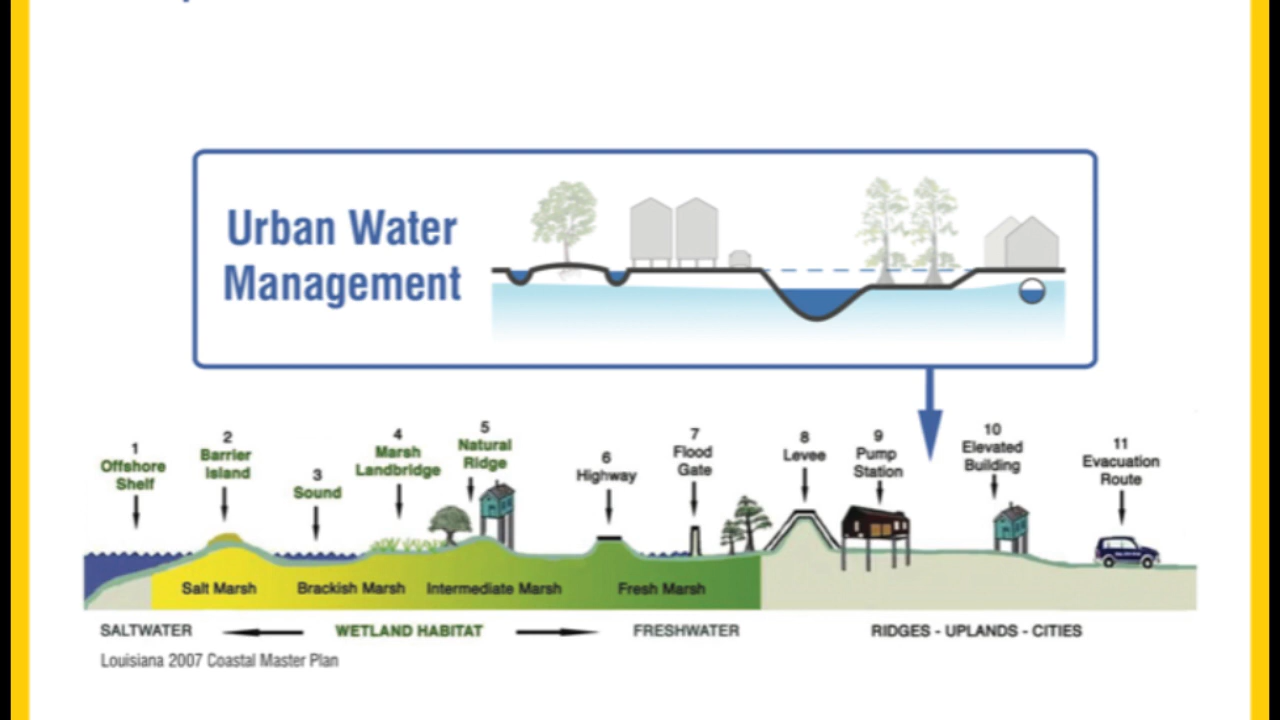 Urban Water
Management
1
Offshore
Shelf
2
Barrier
Island
3
Sound
4
Marsh
Landbridge
5
Natural
Ridge
6
Highway
7
Flood
Gate
8
Levee
9
Pump
Station
10
Elevated
Building
11
Evacuation
Route
Salt Marsh
Brackish Marsh
Intermediate Marsh
Fresh Marsh
SALTWATER
WETLAND HABITAT
FRESHWATER
RIDGES - UPLANDS - CITIES
Louisiana 2007 Coastal Master Plan